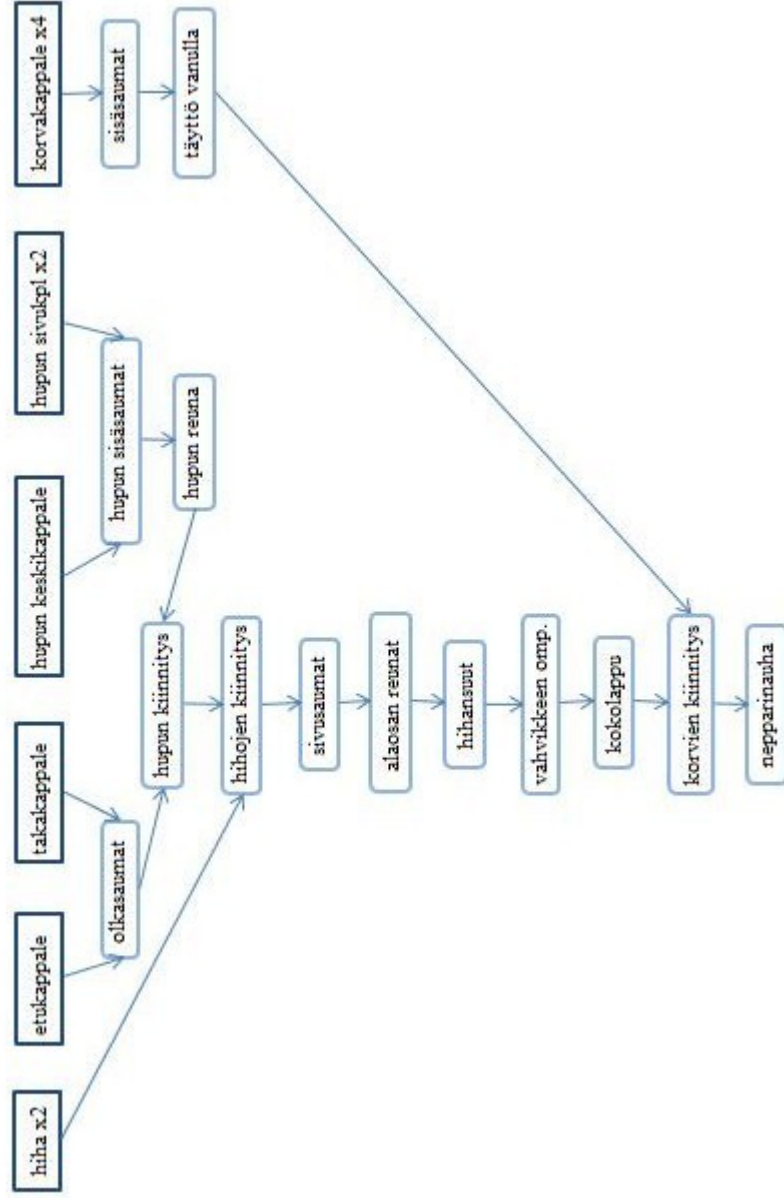 hiha x2
etukappale
takakappale
hupun keskikappale
hupun sivukpl x2
korvakappale x4
olkasaumat
hupun sisäsaumat
sisäsaumat
hupun kiinnitys
hupun reuna
täyttö vanulla
hihojen kiinnitys
sivusaumat
alaosan reunat
hihansuut
vahvikkeen omp.
kokolappu
korvien kiinnitys
nepparinauha